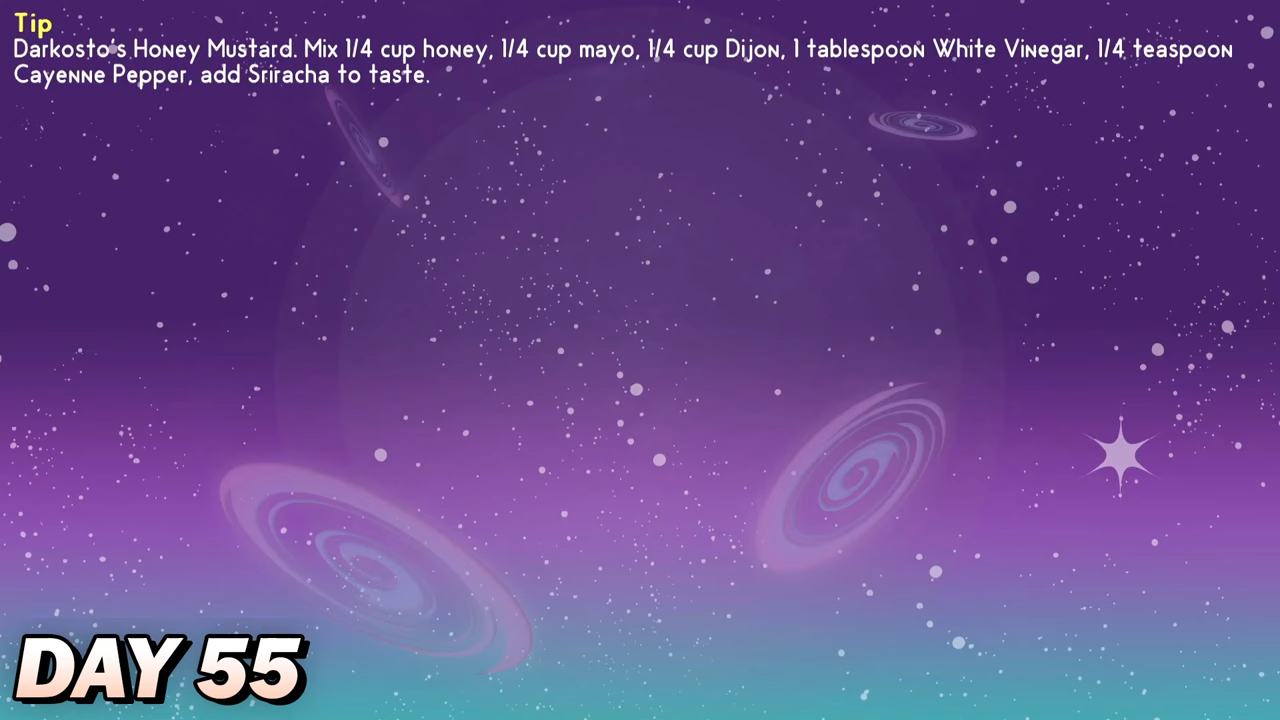 Tip
Darkosto's Honey Mustard. Mix 1/4 cup honey, 1/4 cup mayo, 1/4 cup Dijon, 1 tablespoon White Vinegar, 1/4 teaspoon
Cayenne Pepper, add Sriracha to taste.
DAY 55